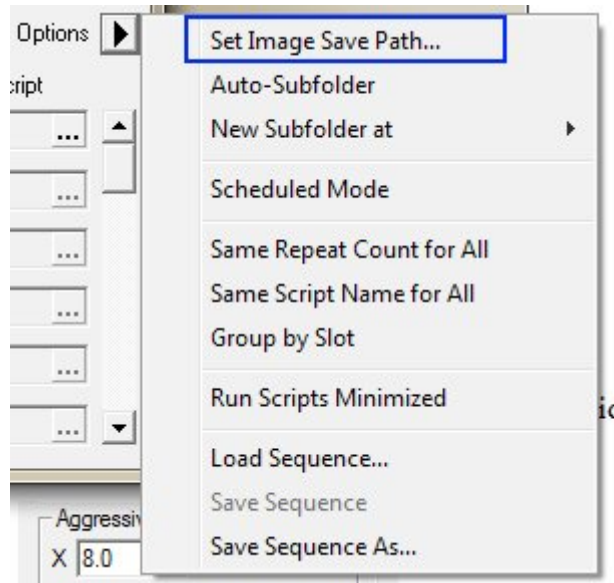 Options
Set Image Save Path...
Auto-Subfolder
New Subfolder at
Scheduled Mode
Same Repeat Count for All
Same Script Name for All
Group by Slot
Run Scripts Minimized
Load Sequence...
Save Sequence
Save Sequence As...
...
...
...
...
...
...
X 8.0